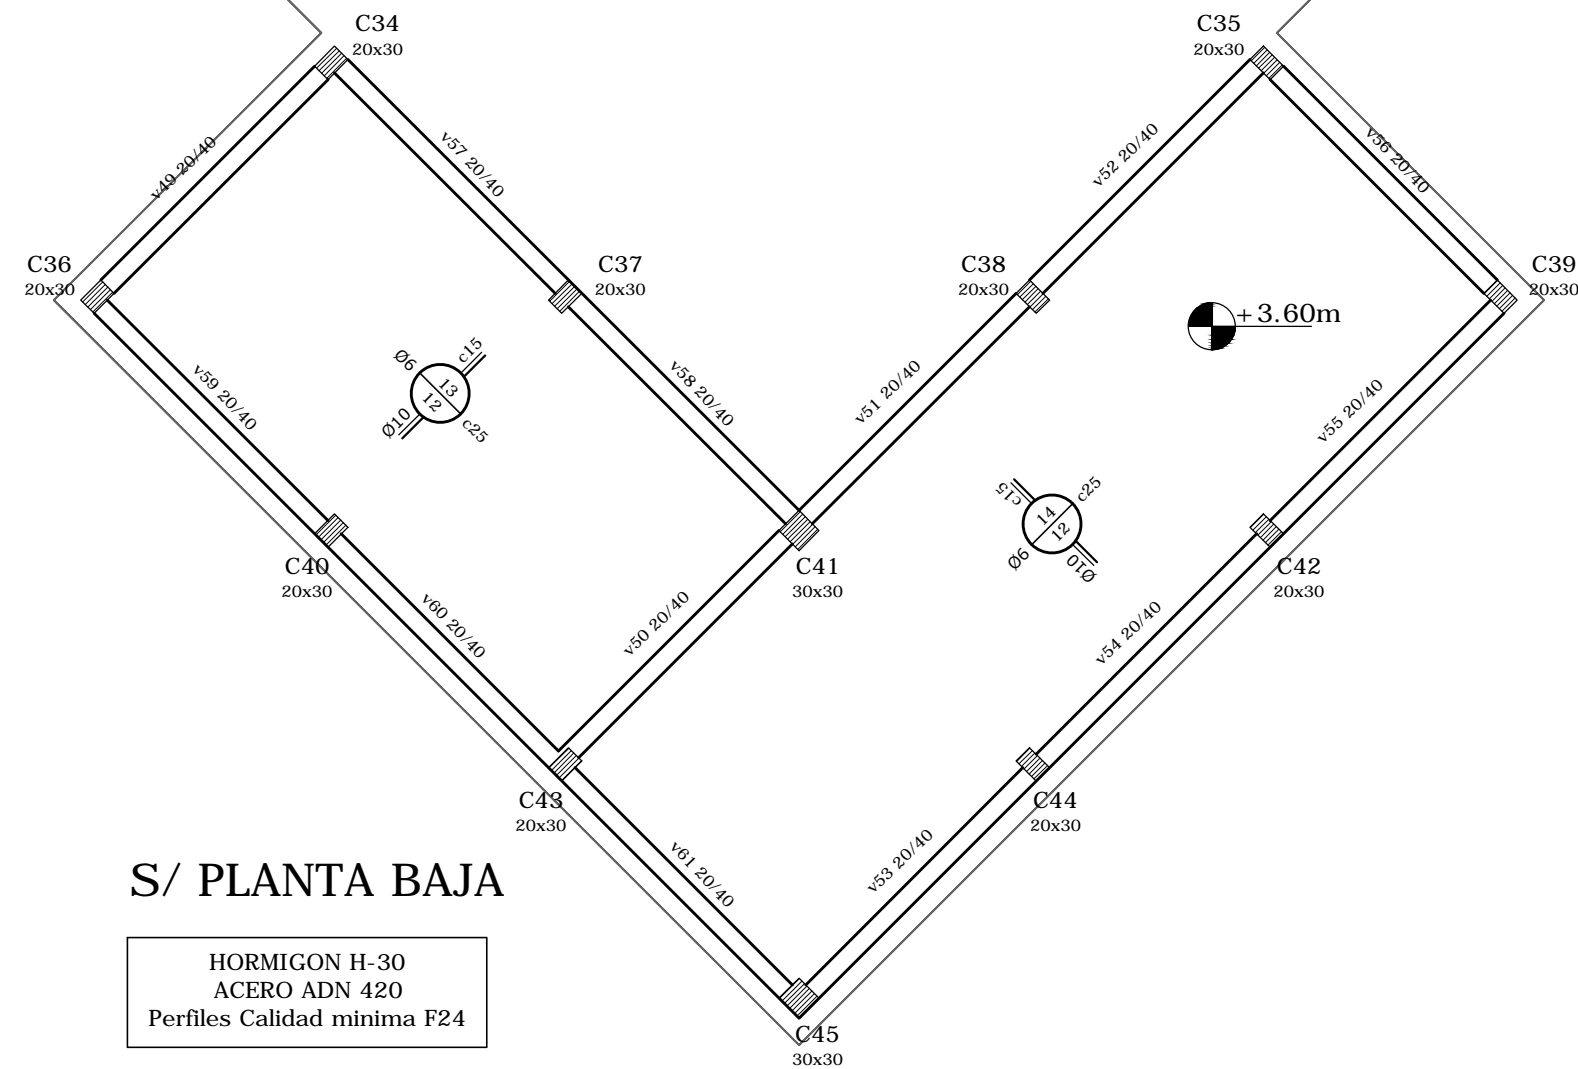 C34
20x30
C35
20x30
v49 20/40
v57 20/40
v52 20/40
v56 20/40
C36
20x30
C37
20x30
C38
20x30
C39
20x30
+3.60m
Ø6
c15
13
12
Ø10
c25
v59 20/40
v58 20/40
v51 20/40
v55 20/40
c15
c25
14
12
Ø6
Ø10
C40
20x30
C41
30x30
C42
20x30
v60 20/40
v50 20/40
v54 20/40
C43
20x30
C44
20x30
v61 20/40
v53 20/40
S/ PLANTA BAJA
HORMIGON H-30
ACERO ADN 420
Perfiles Calidad minima F24
C45
30x30